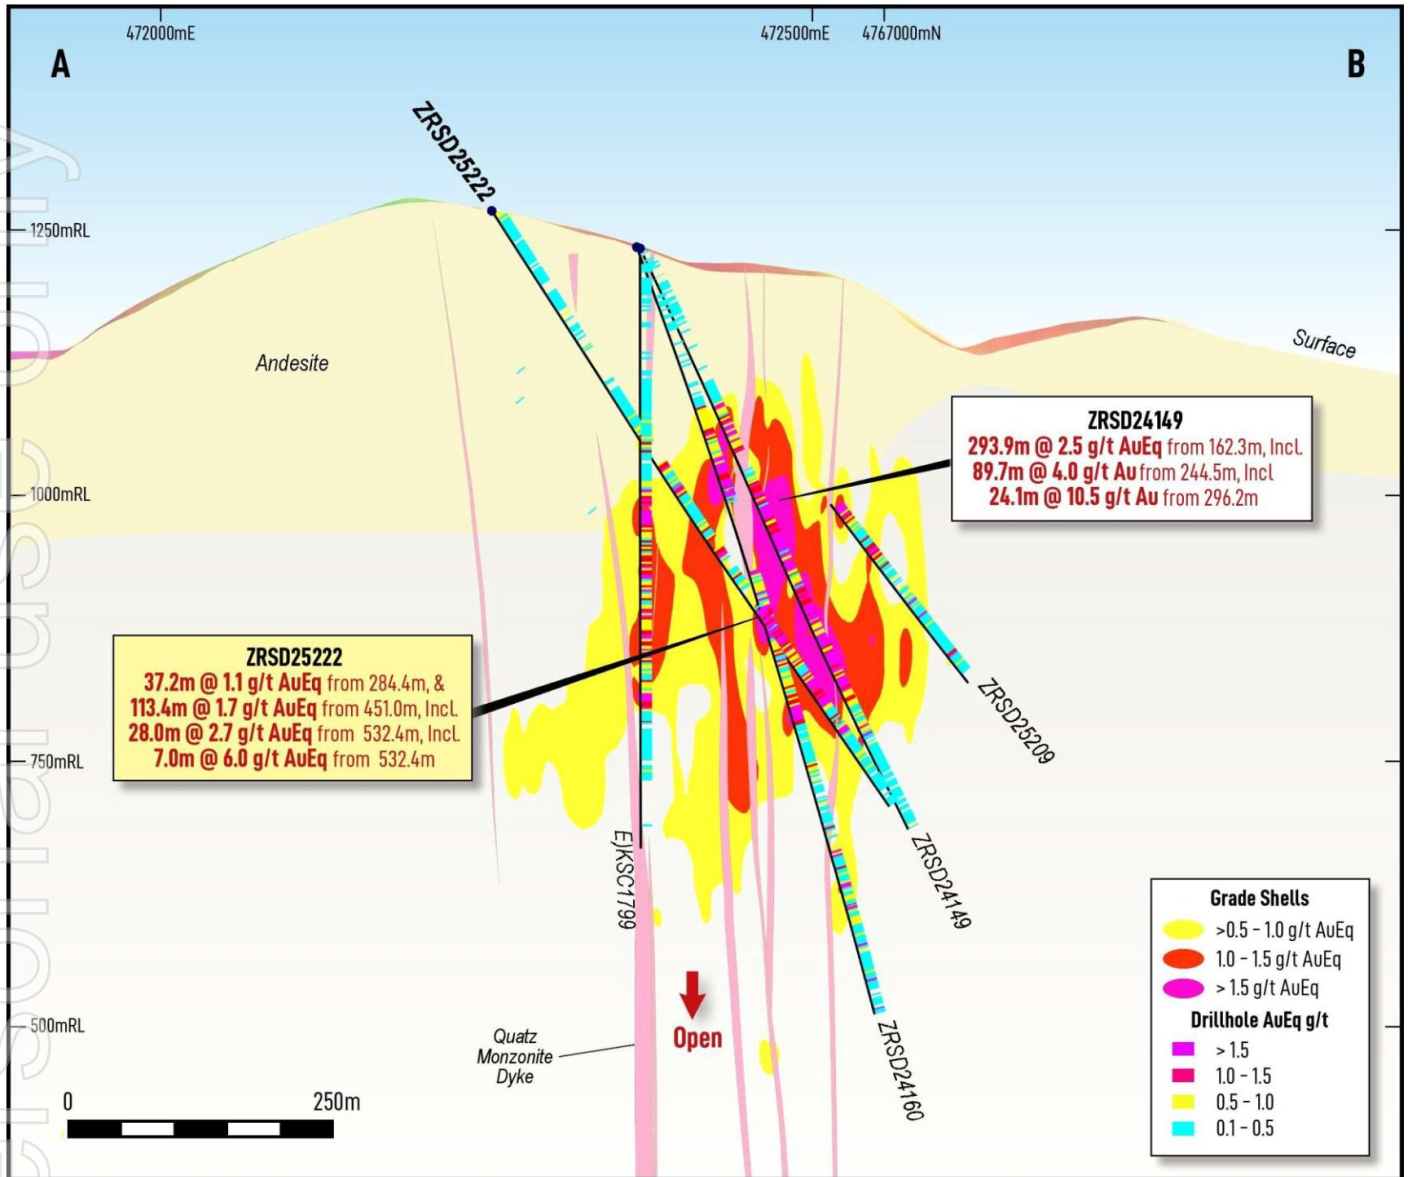 472000mE
472500mE
4767000mN
A
B
ZRSD25222
1250mRL
Surface
Andesite
ZRSD24149
293.9m @ 2.5 g/t AuEq from 162.3m, Incl.
89.7m @ 4.0 g/t Au from 244.5m, Incl
24.1m @ 10.5 g/t Au from 296.2m
1000mRL
ZRSD25222
37.2m @ 1.1 g/t AuEq from 284.4m, &
113.4m @ 1.7 g/t AuEq from 451.0m, Incl.
28.0m @ 2.7 g/t AuEq from 532.4m, Incl.
7.0m @ 6.0 g/t AuEq from 532.4m
ZRSD25209
750mRL
E)KSC1799
ZRSD24149
Grade Shells
>0.5 - 1.0 g/t AuEq
1.0 - 1.5 g/t AuEq
> 1.5 g/t AuEq
Drillhole AuEq g/t
> 1.5
1.0 - 1.5
0.5 - 1.0
0.1 - 0.5
500mRL
Open
Quatz
Monzonite
Dyke
ZRSD24160
0
250m
ersonal use only